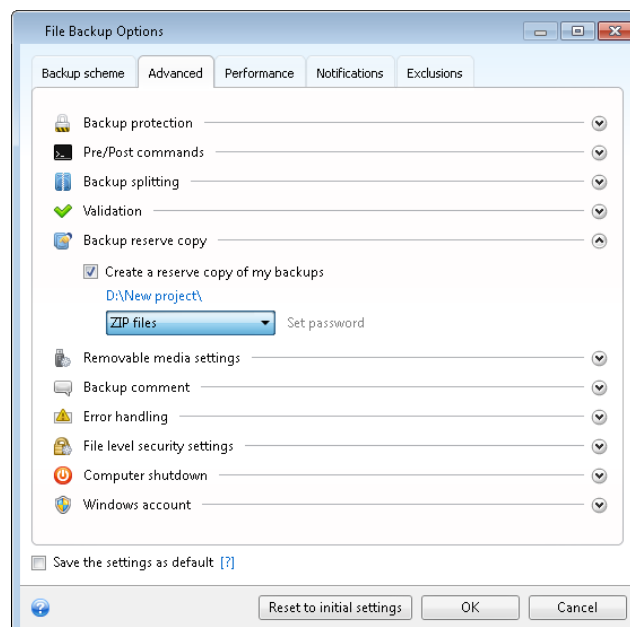 File Backup Options
Backup scheme Advanced Performance Notifications Exclusions
Backup protection
Pre/Post commands
Backup splitting
Validation
Backup reserve copy
Create a reserve copy of my backups
D:\New project\
ZIP files Set password
Removable media settings
Backup comment
Error handling
File level security settings
Computer shutdown
Windows account
Save the settings as default [?]
Reset to initial settings OK Cancel